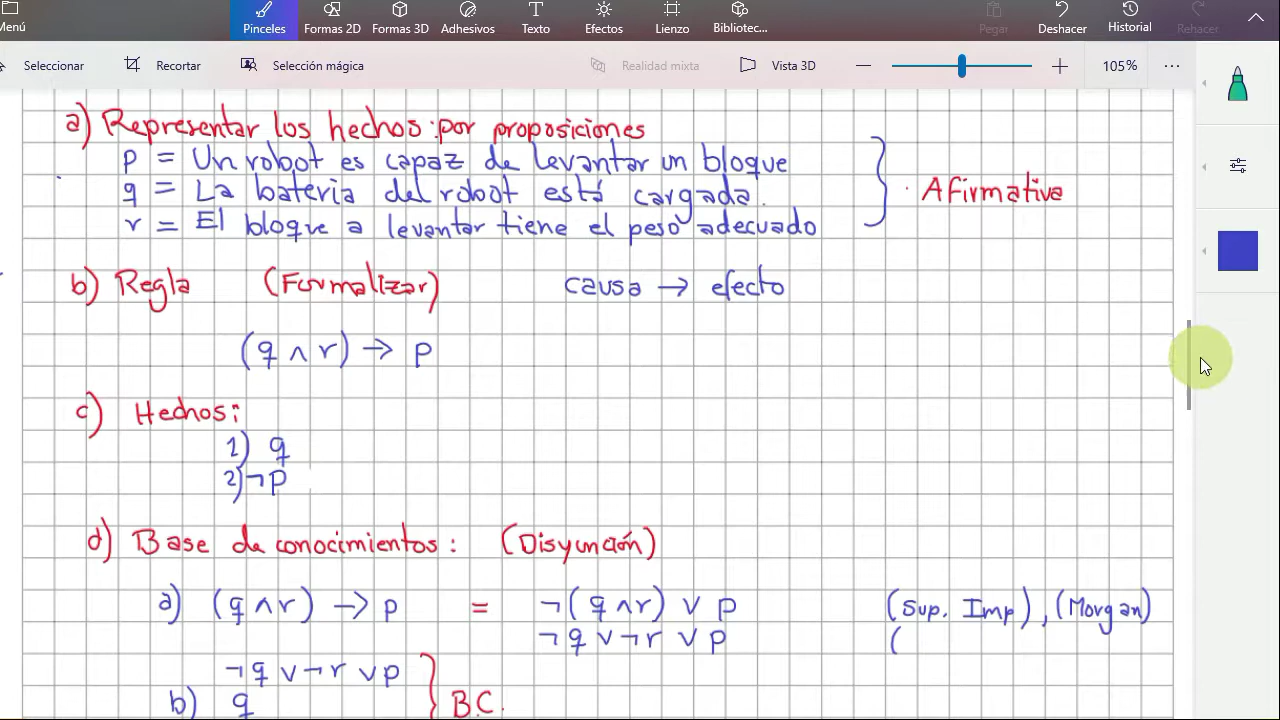 Menú
Pinceles
Formas 2D
Formas 3D
Adhesivos
Texto
Efectos
Lienzo
Bibliotec...
Pegar
Deshacer
Historial
Rehacer
Seleccionar
Recortar
Selección mágica
Realidad mixta
Vista 3D
105%
a) Representar los hechos: por proposiciones
p = Un robot es capaz de levantar un bloque
q = La bateria del robot está cargada.
r = El bloque a levantar tiene el peso adecuado
. Afirmativa
b) Regla (Formalizar) causa → efecto
(q ∧ r) → p
c) Hechos:
1) q
2) ¬p
d) Base de conocimientos: (Disyunción)
a) (q ∧ r) → p = ¬(q ∧ r) ∨ p (Sup. Imp), (Morgan)
¬q ∨ ¬r ∨ p (
¬q ∨ ¬r ∨ p
b) q
B.C.